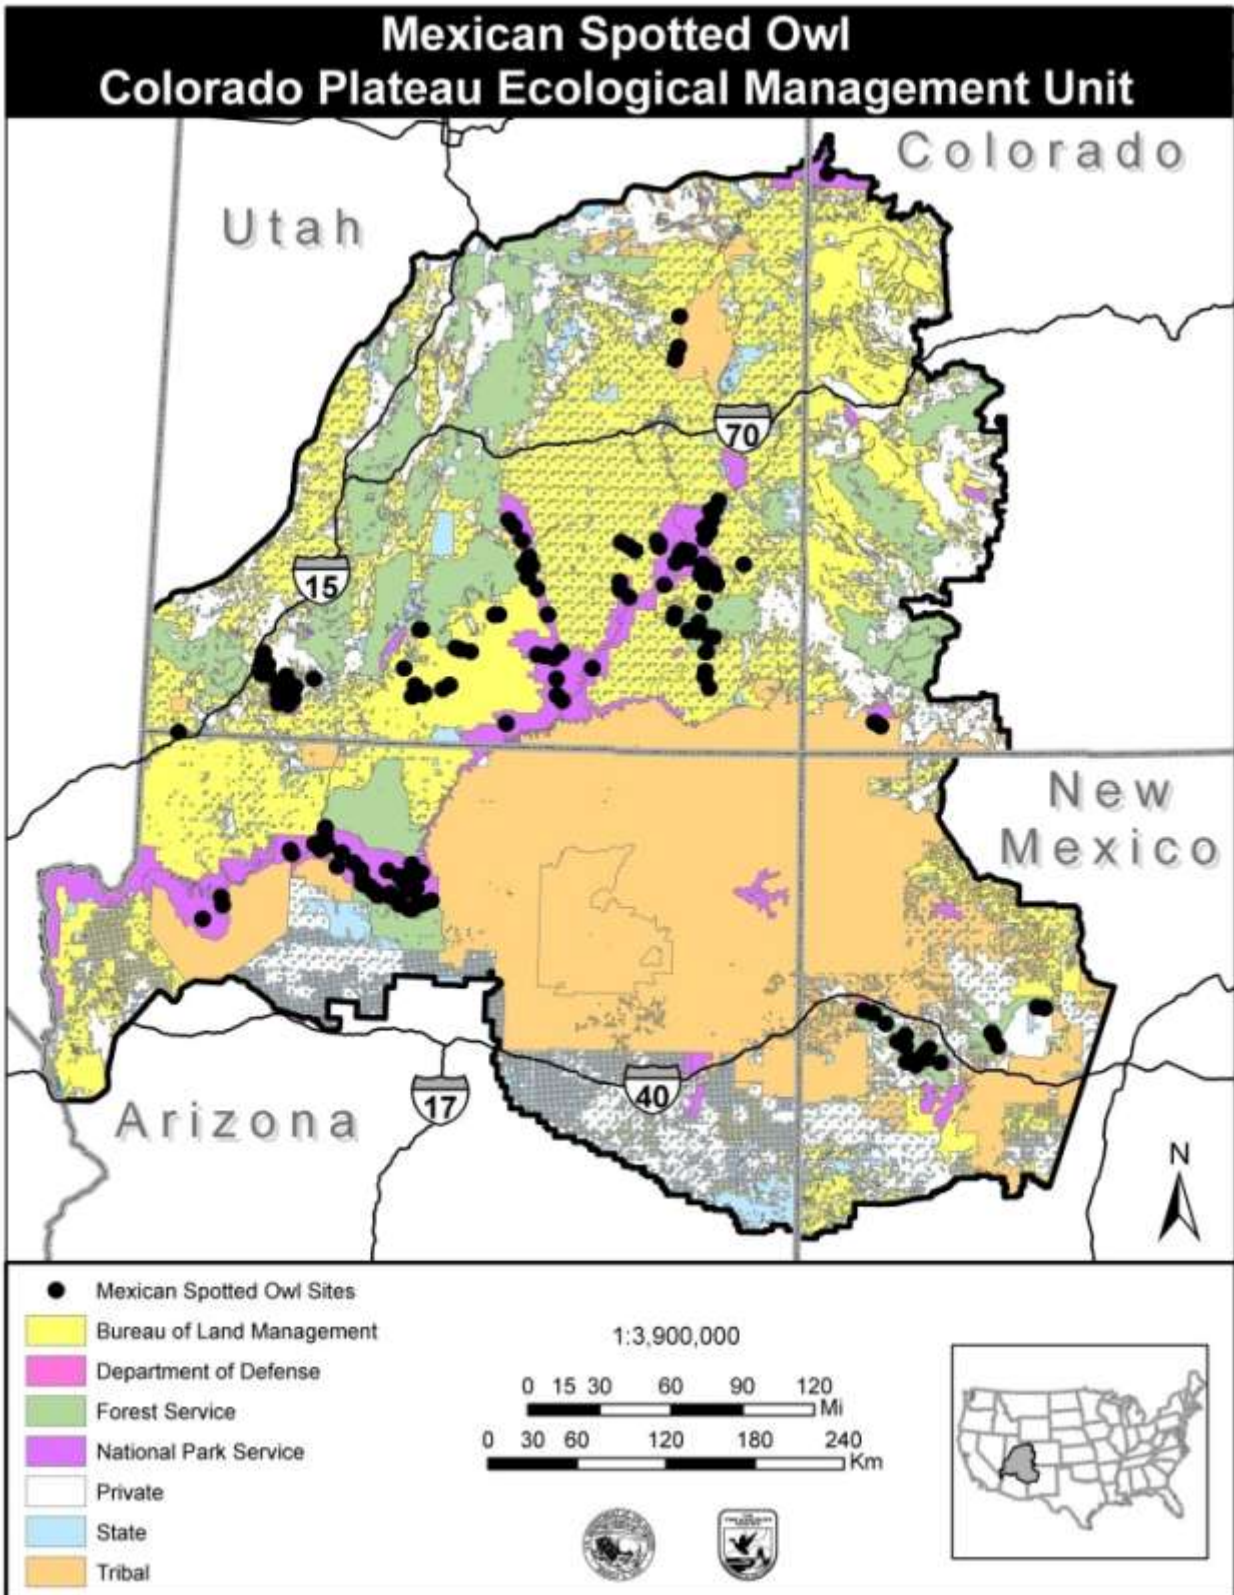 Mexican Spotted Owl
Colorado Plateau Ecological Management Unit
Colorado
Utah
70
15
New
Mexico
40
17
Arizona
N
Mexican Spotted Owl Sites
Bureau of Land Management
Department of Defense
Forest Service
National Park Service
Private
State
Tribal
1:3,900,000
0 15 30 60 90 120
Mi
0 30 60 120 180 240
Km